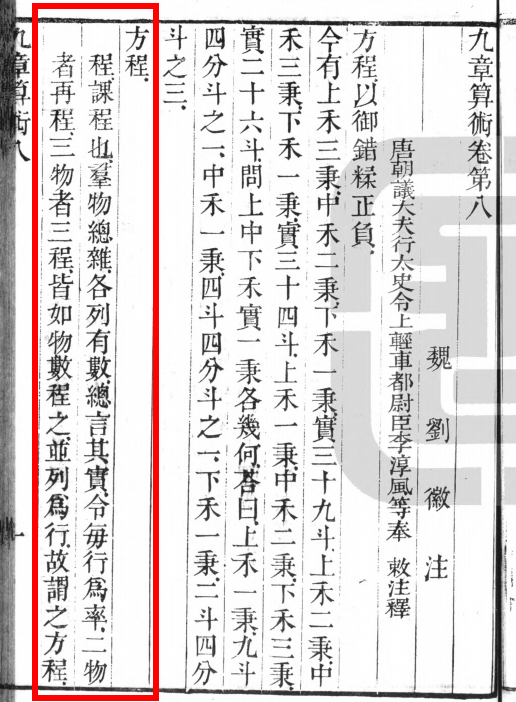 九章算術卷第八
魏劉徽注
唐朝議大夫行太史令上輕車都尉臣李淳風等奉敕注釋
方程、以御錯糅正負、
今有上禾三秉、中禾二秉、下禾一秉、實三十九斗、上禾二秉、中
禾三秉、下禾一秉、實三十四斗、上禾一秉、中禾二秉、下禾三秉、
實二十六斗、問上中下禾實一秉各幾何、荅曰、上禾一秉、九斗
四分斗之一、中禾一秉、四斗四分斗之一、下禾一秉、二斗四分
斗之三、
方程、
程、課程也、羣物總雜、各列有數、總言其實、令每行爲率、二物
者再程、三物者三程、皆如物數程之、並列爲行、故謂之方程、
九章算術八